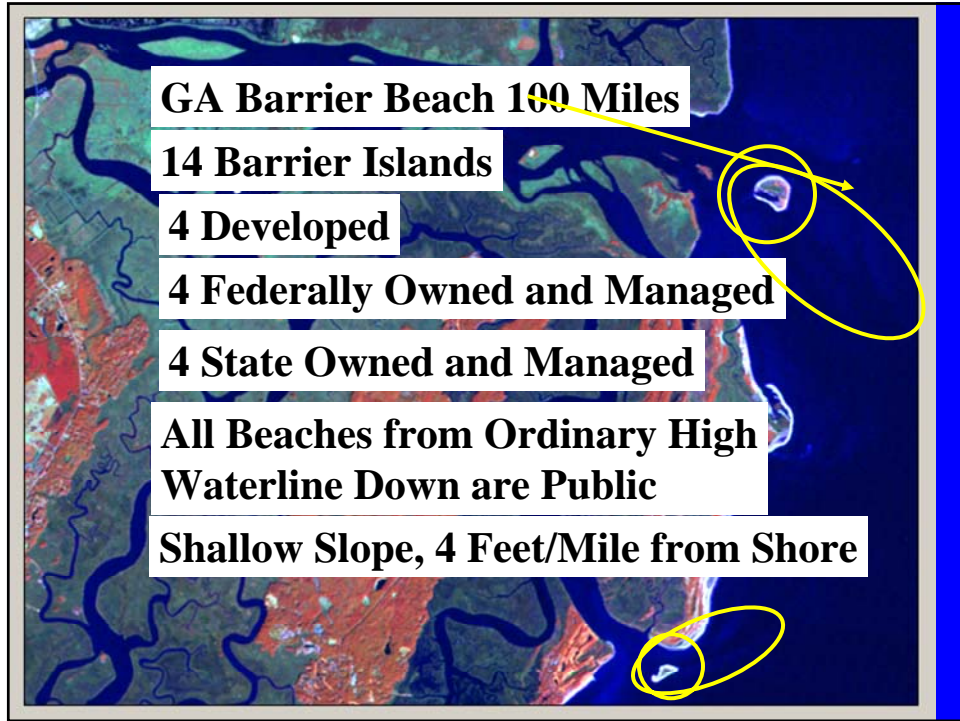 GA Barrier Beach 100 Miles
14 Barrier Islands
4 Developed
4 Federally Owned and Managed
4 State Owned and Managed
All Beaches from Ordinary High
Waterline Down are Public
Shallow Slope, 4 Feet/Mile from Shore